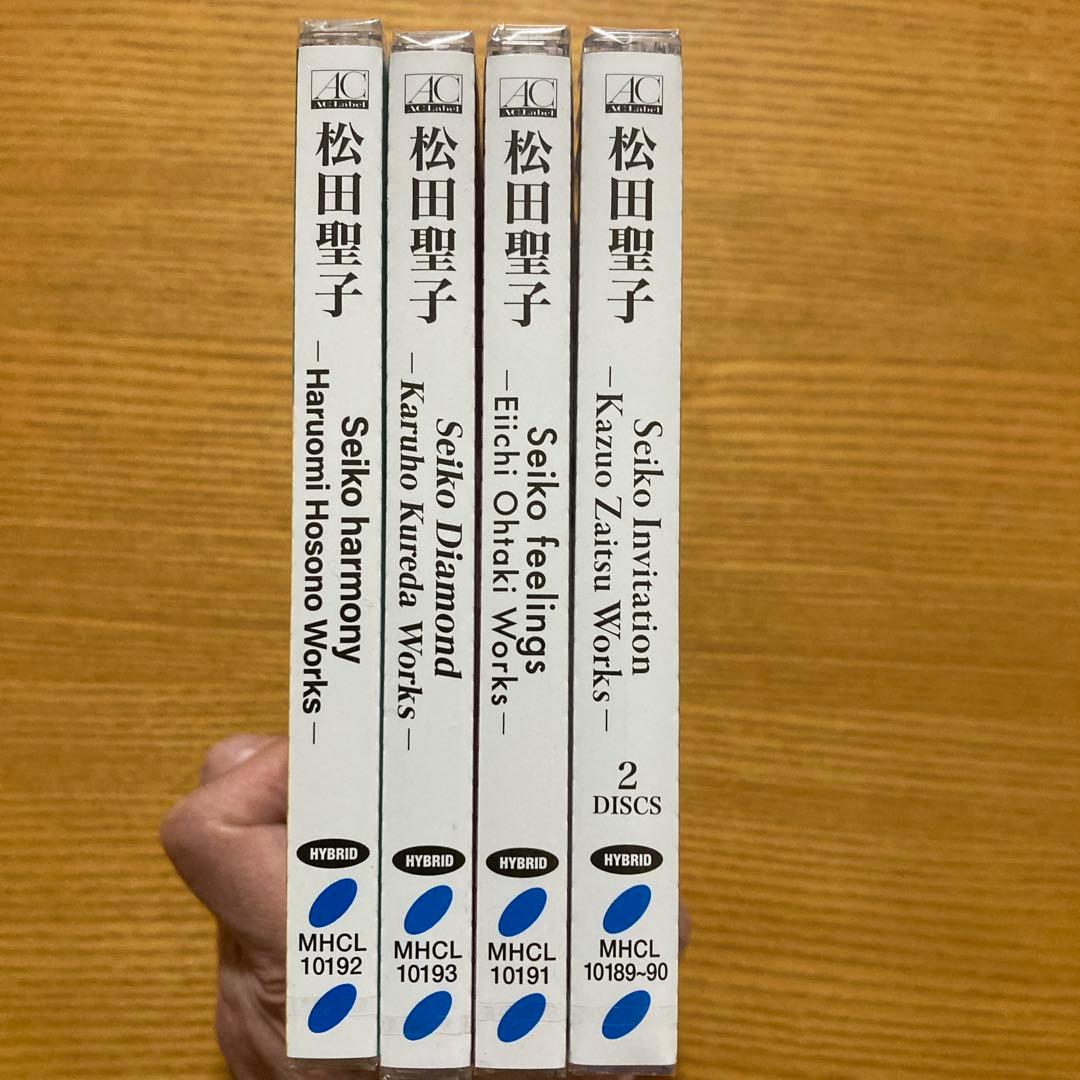 AC
AC Label
松田聖子
Seiko harmony
－Haruomi Hosono Works－
HYBRID
MHCL
10192
AC
AC Label
松田聖子
Seiko Diamond
－Karuho Kureda Works－
HYBRID
MHCL
10193
AC
AC Label
松田聖子
Seiko feelings
－Eiichi Ohtaki Works－
HYBRID
MHCL
10191
AC
AC Label
松田聖子
Seiko Invitation
－Kazuo Zaitsu Works－
2
DISCS
HYBRID
MHCL
10189~90